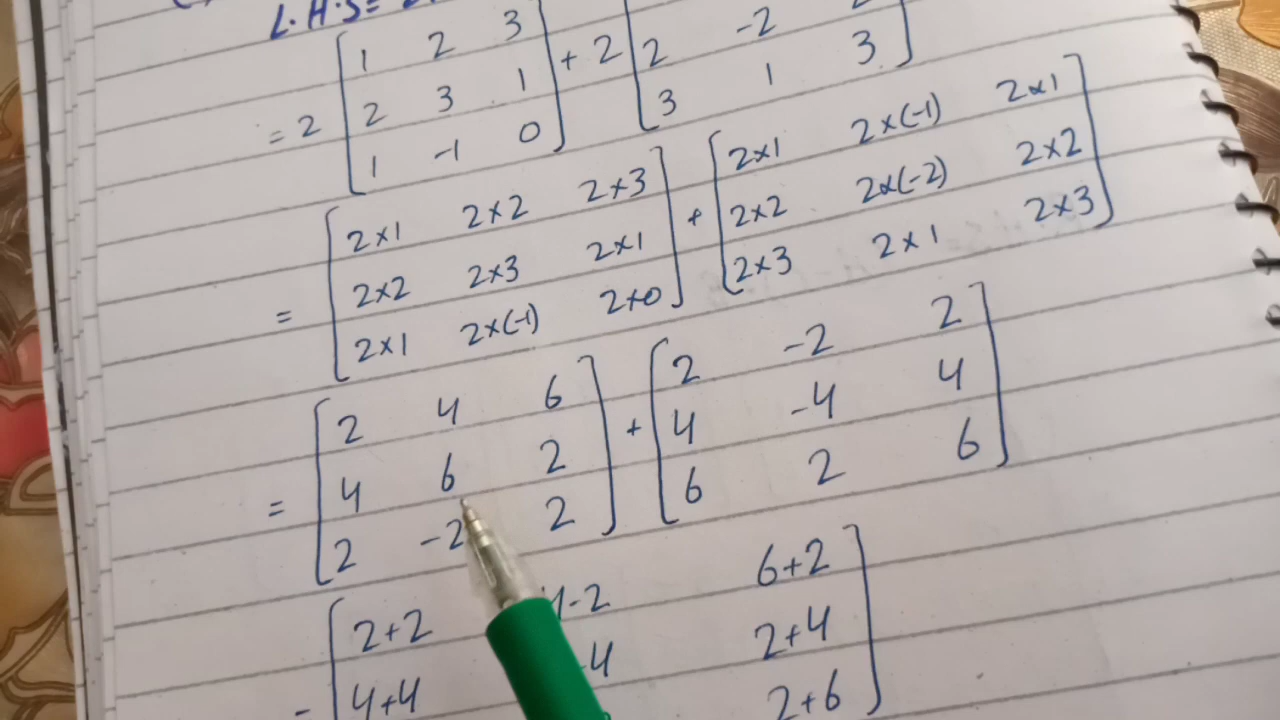 L.H.S =
= 2 [ 1 2 3 ] + 2 [
[ 2 3 1 ] [ 2 -2
[ 1 -1 0 ] [ 3 1 3 ]
= [ 2×1 2×2 2×3 ] + [ 2×1 2×(-1) 2×1 ]
[ 2×2 2×3 2×1 ] [ 2×2 2×(-2) 2×2 ]
[ 2×1 2×(-1) 2×0 ] [ 2×3 2×1 2×3 ]
= [ 2 4 6 ] + [ 2 -2 2 ]
[ 4 6 2 ] [ 4 -4 4 ]
[ 2 -2 2 ] [ 6 2 6 ]
= [ 2+2 4-2 6+2 ]
[ 4+4 -4 2+4 ]
2+6 ]